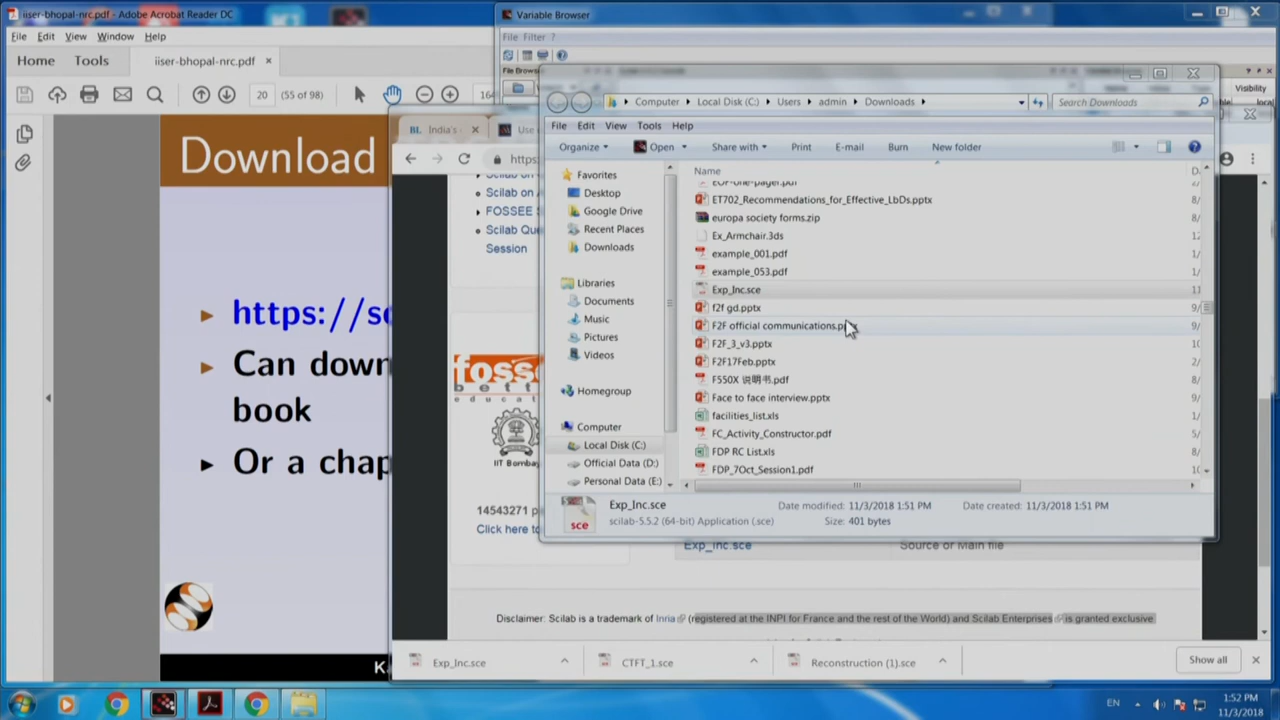 iiser-bhopal-nrc.pdf - Adobe Acrobat Reader DC
File Edit View Window Help
Home Tools iiser-bhopal-nrc.pdf ×
20 (55 of 98)
Download
https://s
Can down
book
Or a chap
Variable Browser
File Filter ?
File Brows
Visibility
India's
Use
https:
Scilab on
FOSSEE S
Scilab Que
Session
foss
IIT Bombay
14543271 p
Click here to
Computer Local Disk (C:) Users admin Downloads
Search Downloads
File Edit View Tools Help
Organize Open Share with Print E-mail Burn New folder
Favorites
Desktop
Google Drive
Recent Places
Downloads
Libraries
Documents
Music
Pictures
Videos
Homegroup
Computer
Local Disk (C:)
Official Data (D:)
Personal Data (E:)
Name
ET702_Recommendations_for_Effective_LbDs.pptx
europa society forms.zip
Ex_Armchair.3ds
example_001.pdf
example_053.pdf
Exp_Inc.sce
f2f gd.pptx
F2F official communications.pptx
F2F_3_v3.pptx
F2F17Feb.pptx
F550X 说明书.pdf
Face to face interview.pptx
facilities_list.xls
FC_Activity_Constructor.pdf
FDP RC List.xls
FDP_7Oct_Session1.pdf
sce
Exp_Inc.sce Date modified: 11/3/2018 1:51 PM Date created: 11/3/2018 1:51 PM
scilab-5.5.2 (64-bit) Application (.sce) Size: 401 bytes
Exp_Inc.sce Source or Main file
Disclaimer: Scilab is a trademark of Inria (registered at the INPI for France and the rest of the World) and Scilab Enterprises is granted exclusive
Exp_Inc.sce CTFT_1.sce Reconstruction (1).sce Show all
EN 1:52 PM
11/3/2018